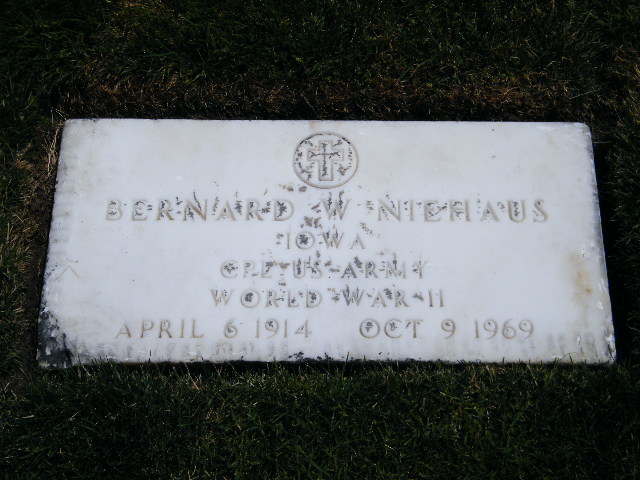 BERNARD W NIEHAUS
IOWA
CPL US ARMY
WORLD WAR II
APRIL 6 1914 OCT 9 1969